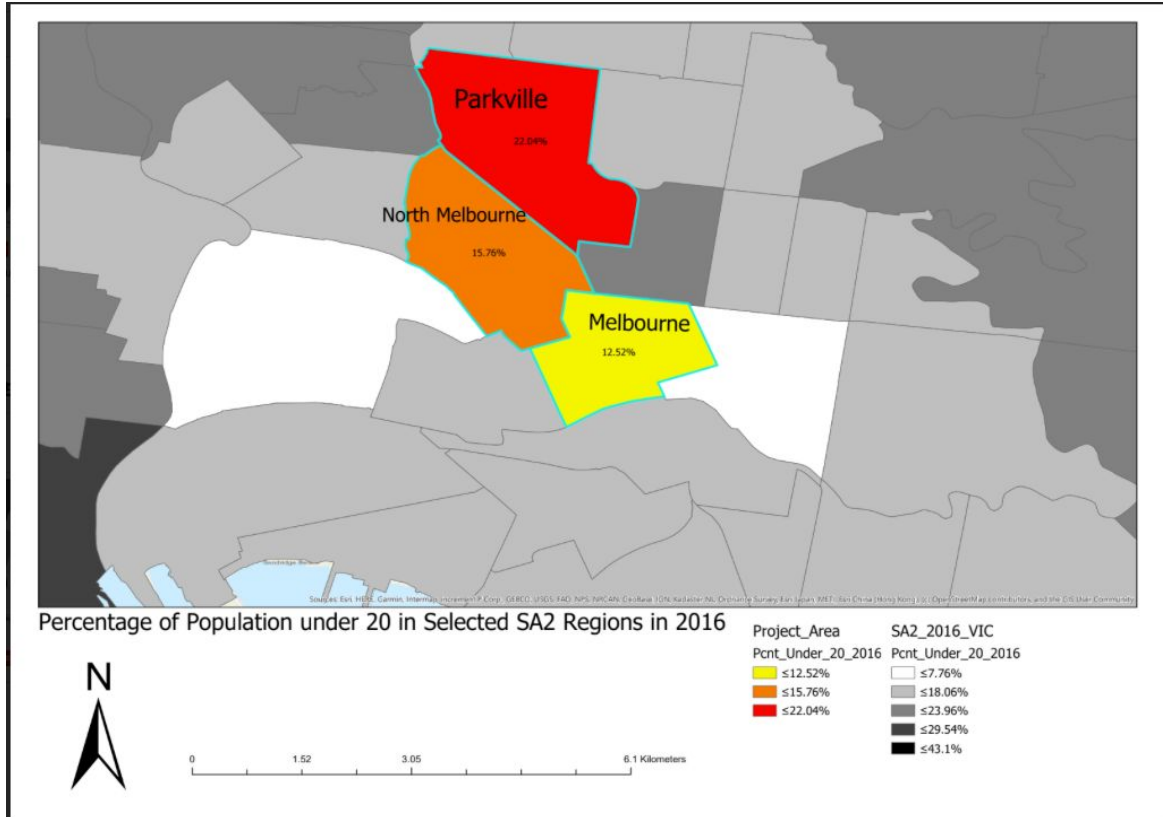 Parkville
22.04%
North Melbourne
15.76%
Melbourne
12.52%
Percentage of Population under 20 in Selected SA2 Regions in 2016
Project_Area
Pcnt_Under_20_2016
≤12.52%
≤15.76%
≤22.04%
SA2_2016_VIC
Pcnt_Under_20_2016
≤7.76%
≤18.06%
≤23.96%
≤29.54%
≤43.1%
N
0 1.52 3.05 6.1 Kilometers